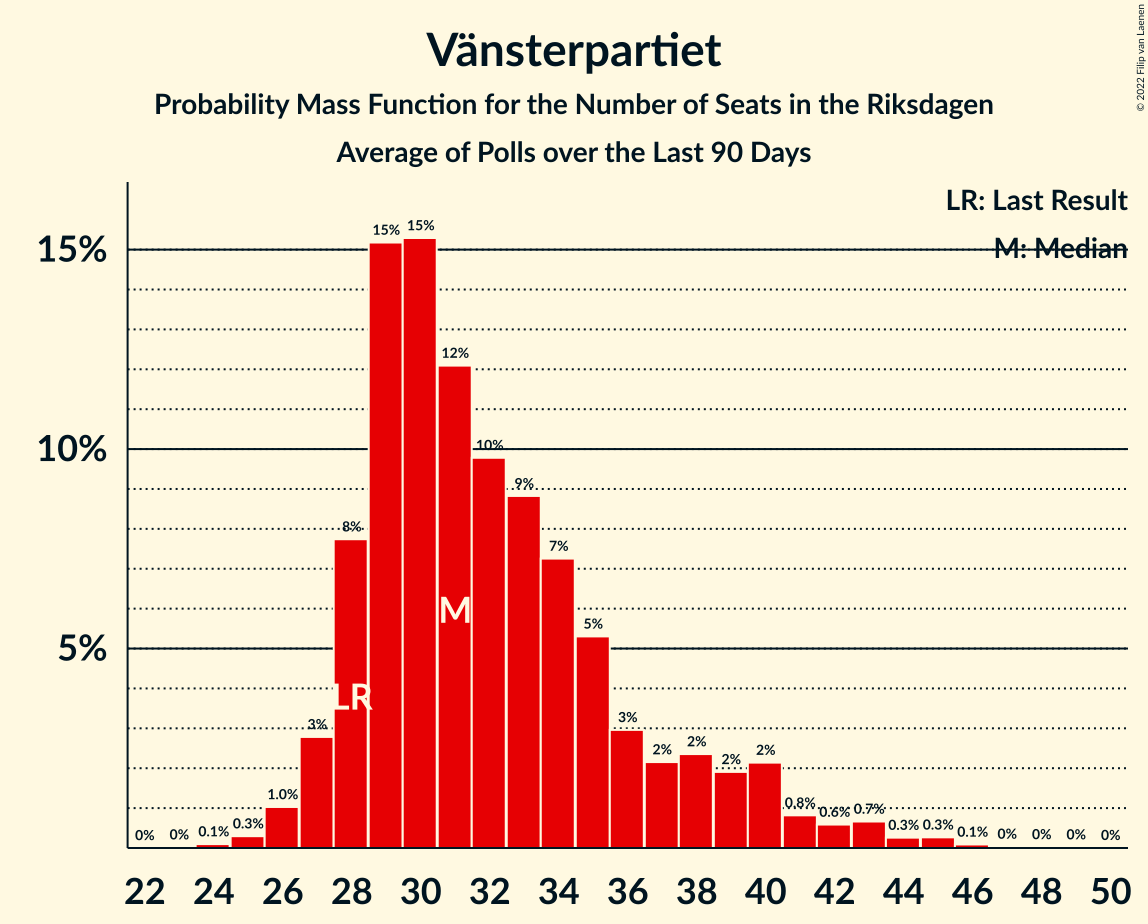 © 2022 Filip van Laenen
Vänsterpartiet
Probability Mass Function for the Number of Seats in the Riksdagen
Average of Polls over the Last 90 Days
LR: Last Result
M: Median
15%
10%
5%
0% 0% 0.1% 0.3% 1.0% 3% 8% 15% 15% 12% 10% 9% 7% 5% 3% 2% 2% 2% 2% 0.8% 0.6% 0.7% 0.3% 0.3% 0.1% 0% 0% 0% 0%
M
LR
22 24 26 28 30 32 34 36 38 40 42 44 46 48 50